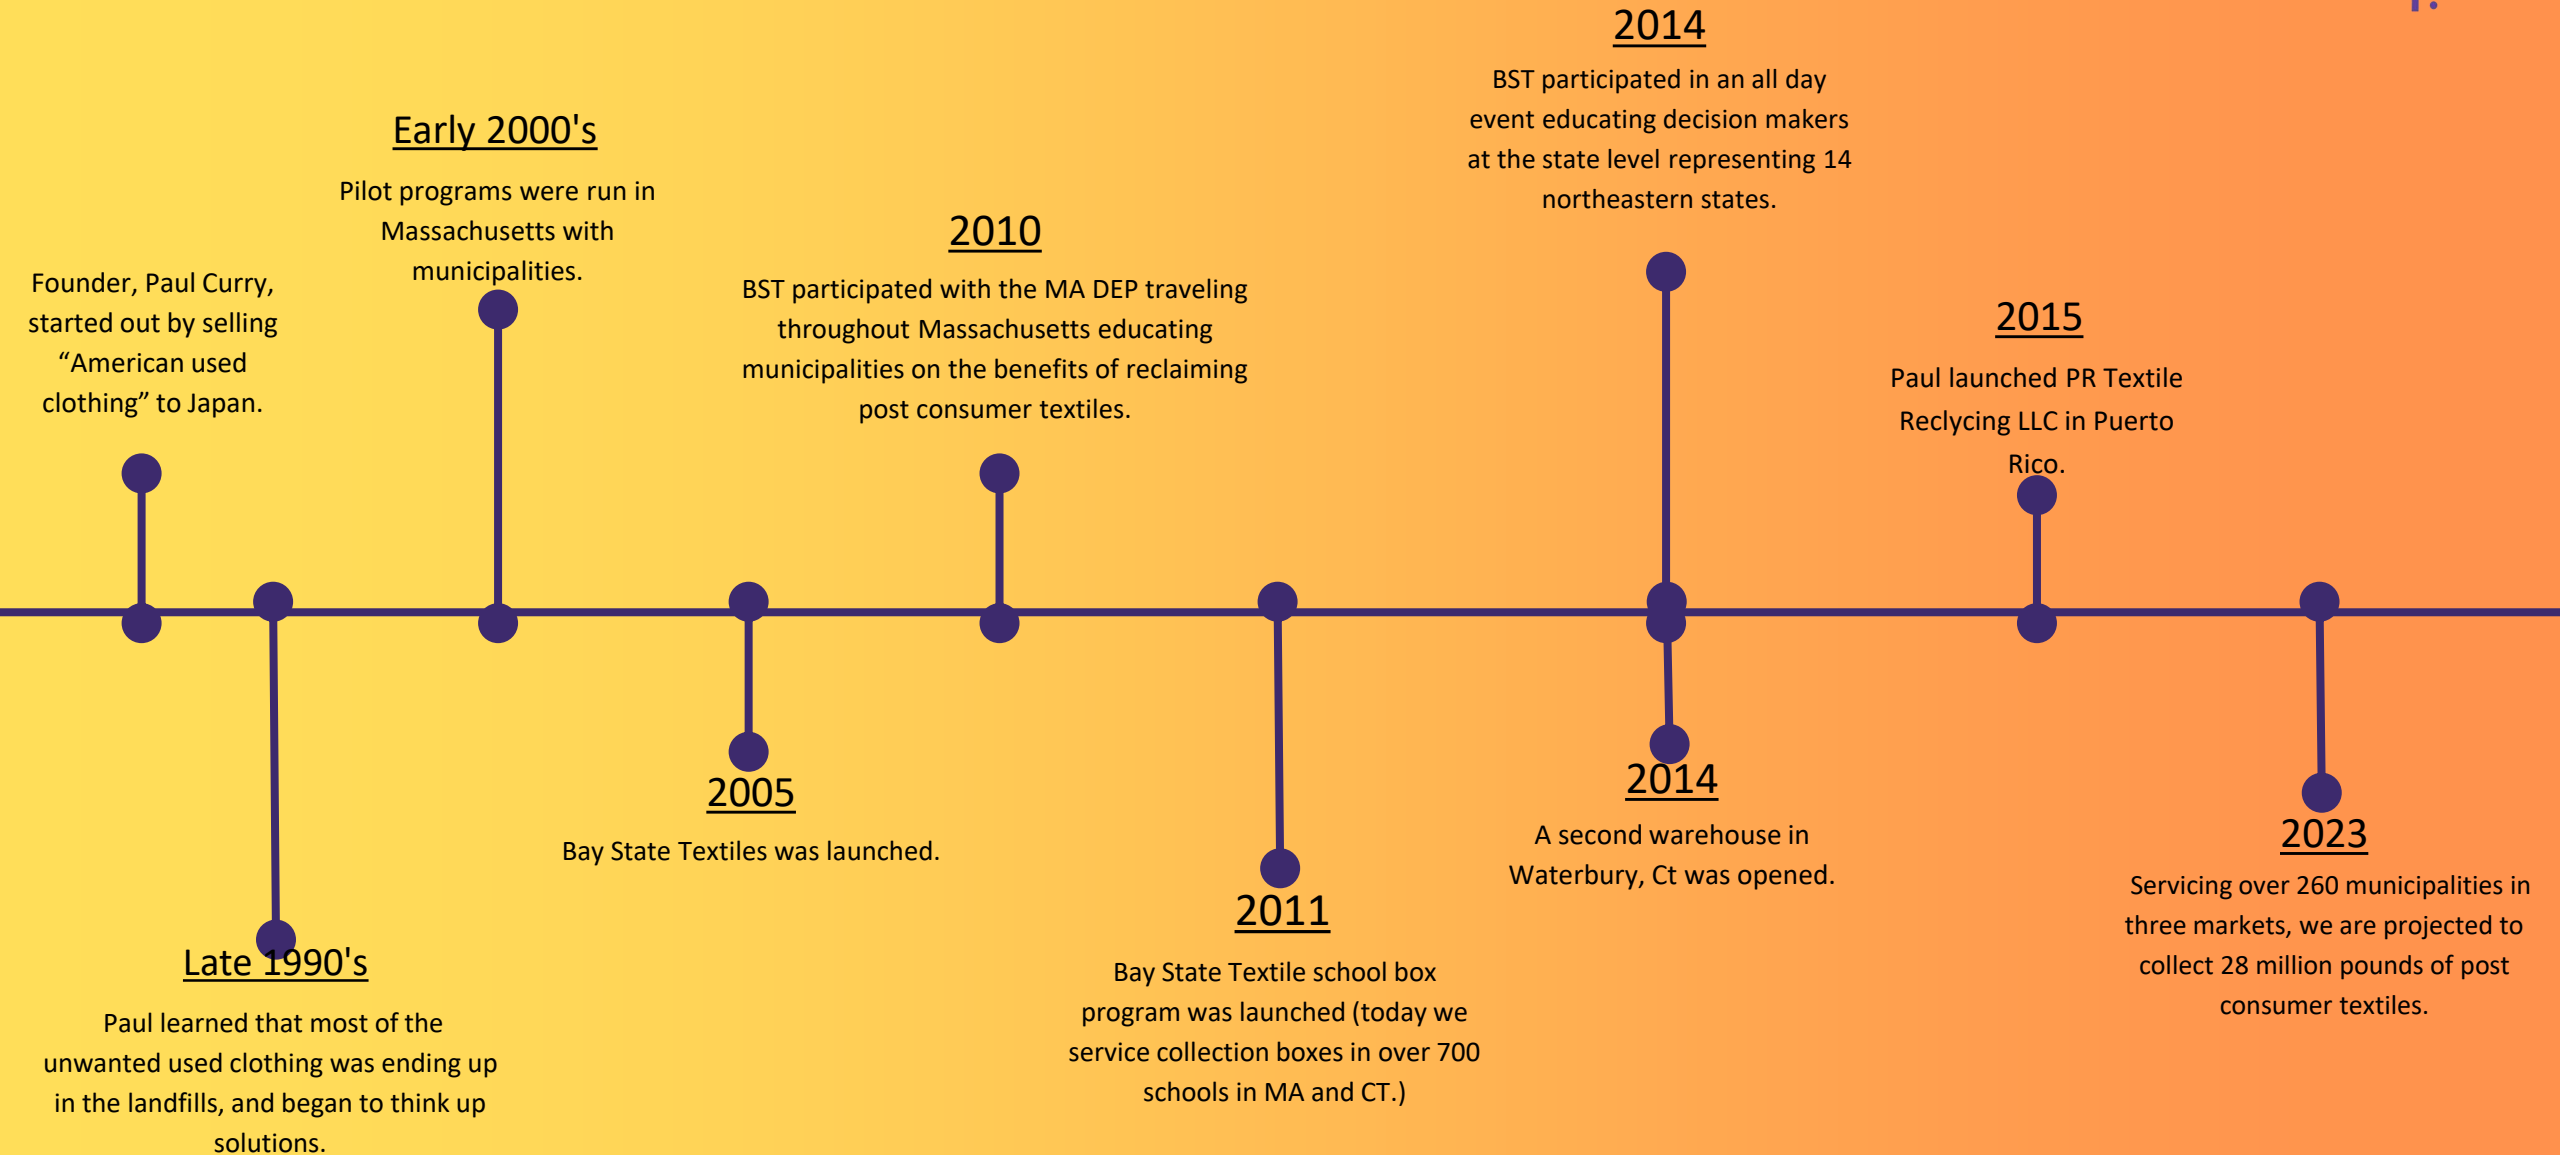 Founder, Paul Curry,
started out by selling
“American used
clothing” to Japan.
Late 1990's
Paul learned that most of the
unwanted used clothing was ending up
in the landfills, and began to think up
solutions.
Early 2000's
Pilot programs were run in
Massachusetts with
municipalities.
2005
Bay State Textiles was launched.
2010
BST participated with the MA DEP traveling
throughout Massachusetts educating
municipalities on the benefits of reclaiming
post consumer textiles.
2011
Bay State Textile school box
program was launched (today we
service collection boxes in over 700
schools in MA and CT.)
2014
BST participated in an all day
event educating decision makers
at the state level representing 14
northeastern states.
2014
A second warehouse in
Waterbury, Ct was opened.
2015
Paul launched PR Textile
Reclycing LLC in Puerto
Rico.
2023
Servicing over 260 municipalities in
three markets, we are projected to
collect 28 million pounds of post
consumer textiles.